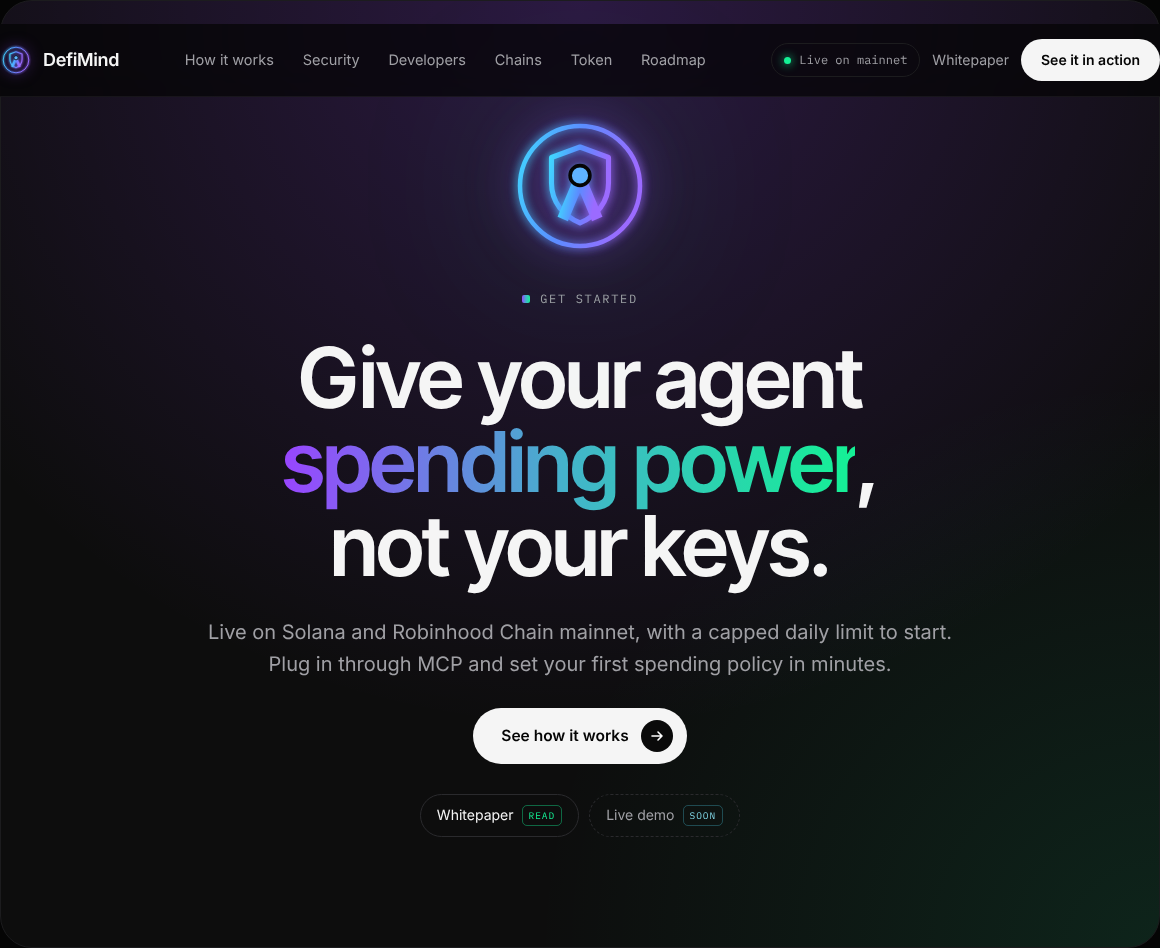 DefiMind
How it works
Security
Developers
Chains
Token
Roadmap
Live on mainnet
Whitepaper
See it in action
GET STARTED
Give your agent
spending power,
not your keys.
Live on Solana and Robinhood Chain mainnet, with a capped daily limit to start.
Plug in through MCP and set your first spending policy in minutes.
See how it works
Whitepaper READ
Live demo SOON